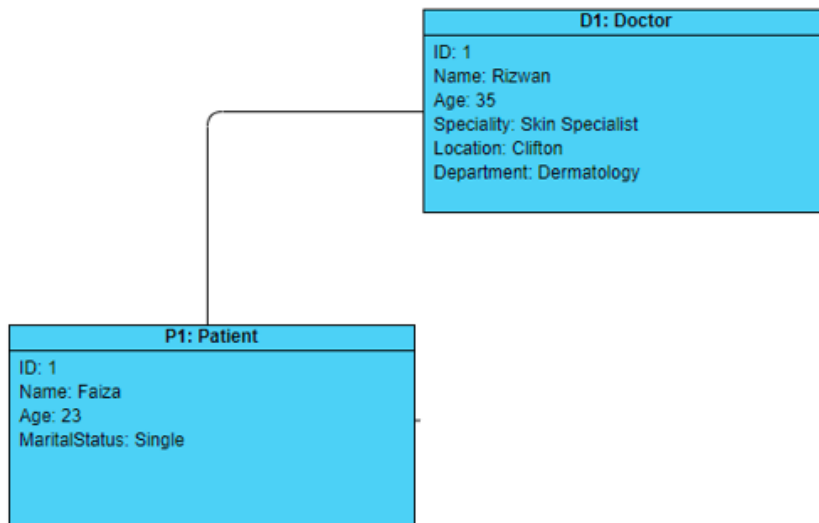 D1: Doctor
ID: 1
Name: Rizwan
Age: 35
Speciality: Skin Specialist
Location: Clifton
Department: Dermatology
P1: Patient
ID: 1
Name: Faiza
Age: 23
MaritalStatus: Single